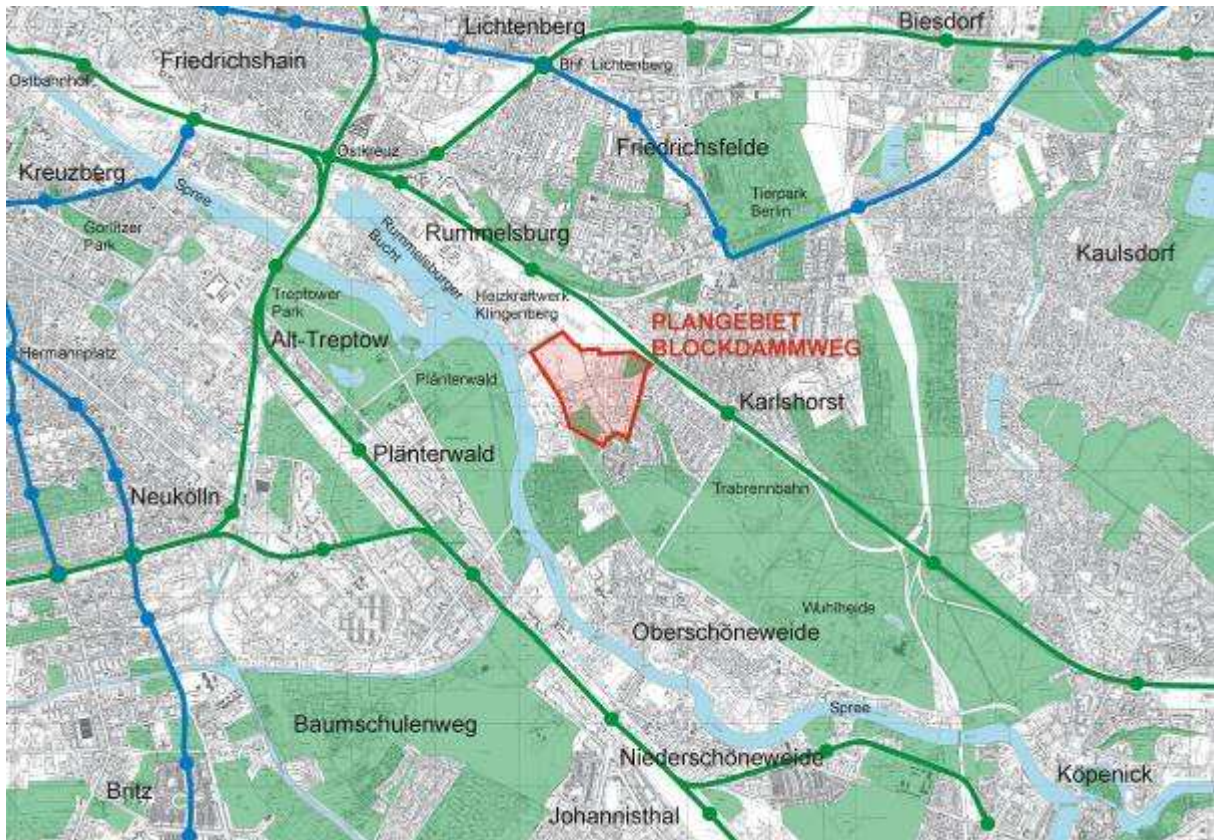 Lichtenberg
Biesdorf
Friedrichshain
Bhf. Lichtenberg
Ostbahnhof
Ostkreuz
Friedrichsfelde
Kreuzberg
Spree
Tierpark
Berlin
Görlitzer
Park
Rummelsburger
Bucht
Rummelsburg
Kaulsdorf
Treptower
Park
Heizkraftwerk
Klingenberg
PLANGEBIET
BLOCKDAMMWEG
Alt-Treptow
Hermannplatz
Plänterwald
Karlshorst
Plänterwald
Trabrennbahn
Neukölln
Wuhlheide
Oberschöneweide
Spree
Baumschulenweg
Niederschöneweide
Köpenick
Britz
Johannisthal